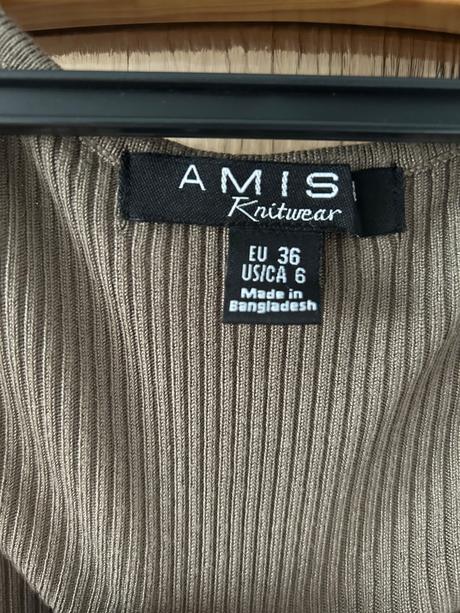 AMIS
Knitwear
EU 36
US/CA 6
Made in
Bangladesh